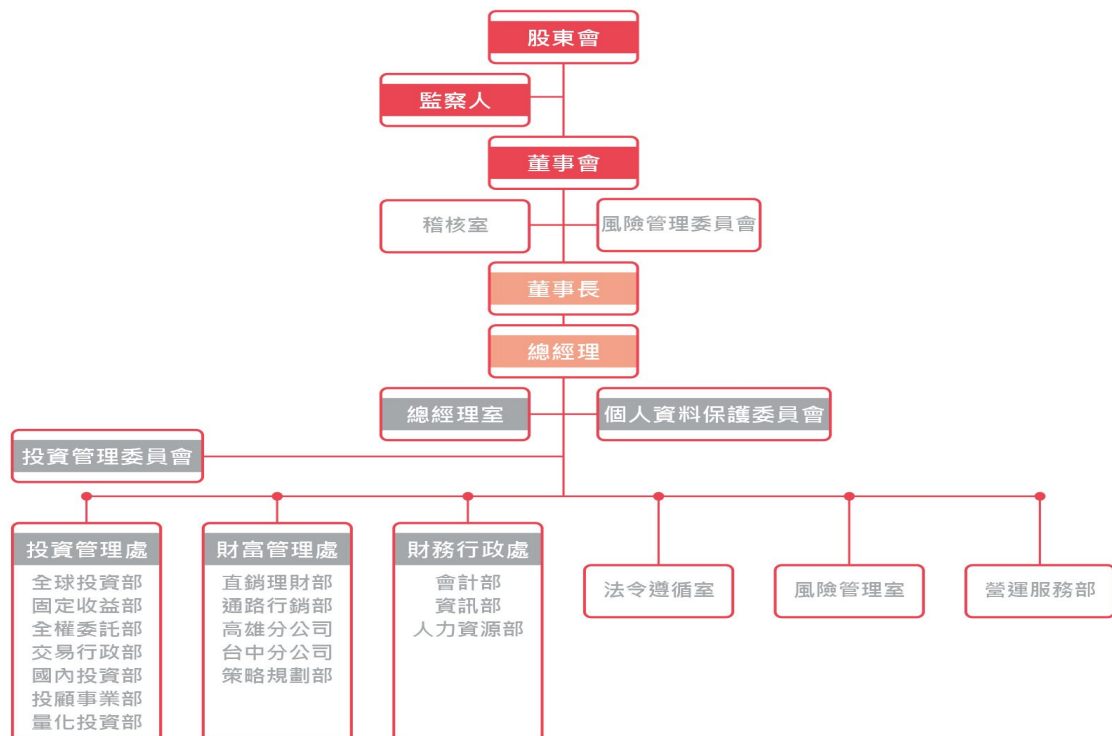 股東會
監察人
董事會
稽核室
風險管理委員會
董事長
總經理
總經理室
個人資料保護委員會
投資管理委員會
投資管理處
全球投資部
固定收益部
全權委託部
交易行政部
國內投資部
投顧事業部
量化投資部
財富管理處
直銷理財部
通路行銷部
高雄分公司
台中分公司
策略規劃部
財務行政處
會計部
資訊部
人力資源部
法令遵循室
風險管理室
營運服務部